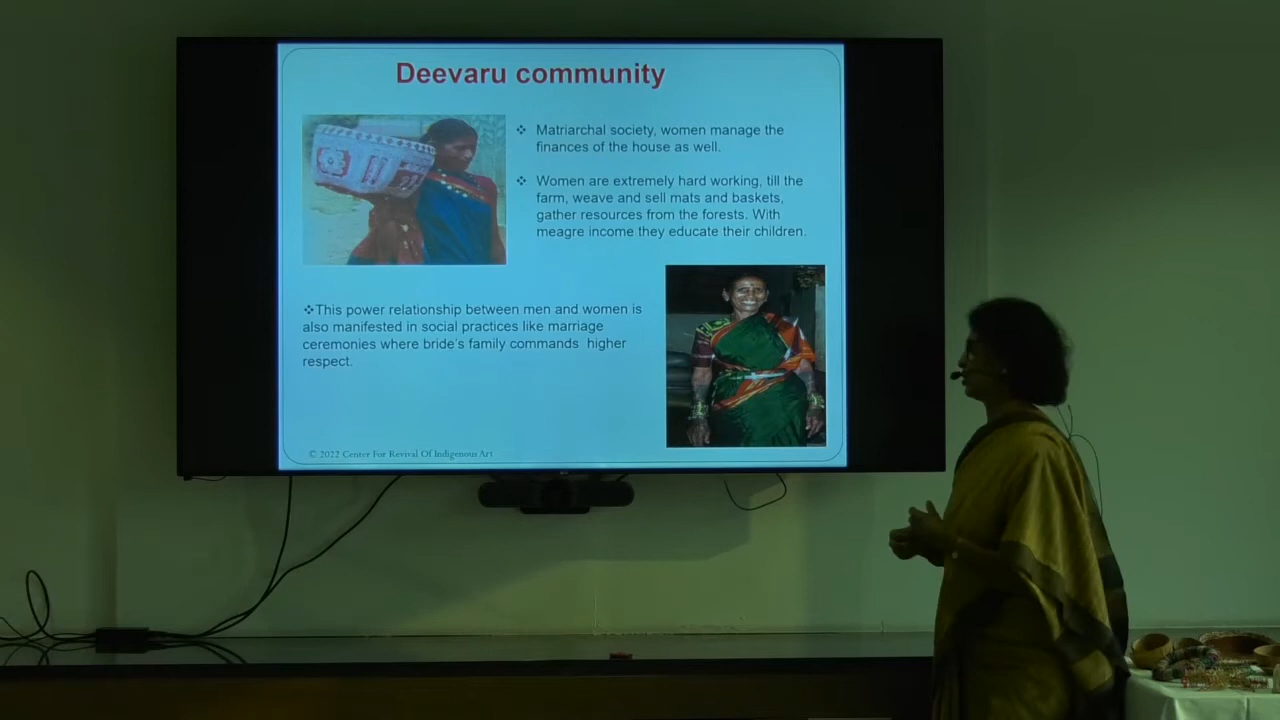 Deevaru community
❖ Matriarchal society, women manage the
finances of the house as well.
❖ Women are extremely hard working, till the
farm, weave and sell mats and baskets,
gather resources from the forests. With
meagre income they educate their children.
❖This power relationship between men and women is
also manifested in social practices like marriage
ceremonies where bride's family commands higher
respect.
© 2022 Center For Revival Of Indigenous Art